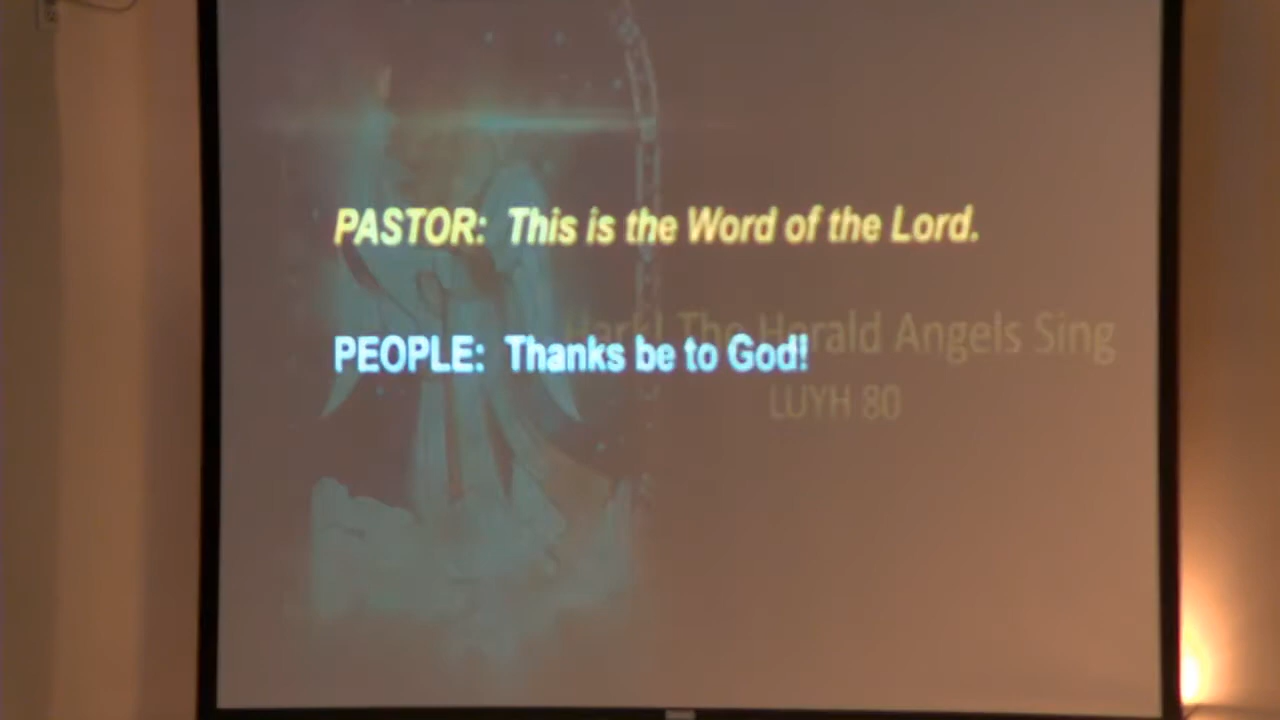 PASTOR: This is the Word of the Lord.
Hark! The Herald Angels Sing
PEOPLE: Thanks be to God!
LUYH 80